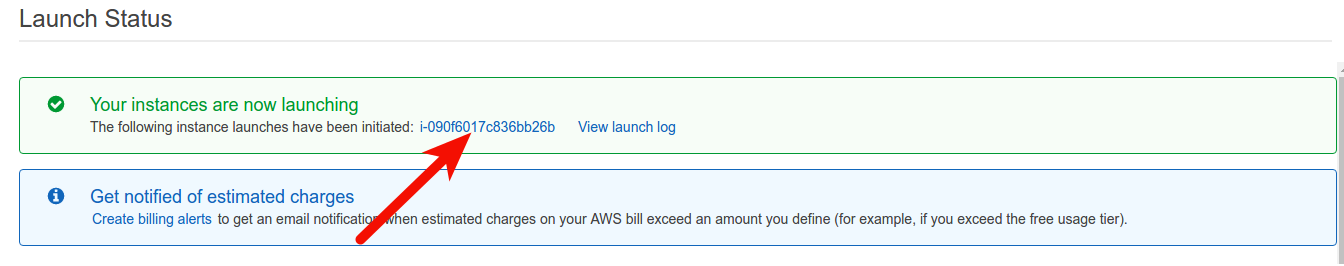 Launch Status
Your instances are now launching
The following instance launches have been initiated: i-090f6017c836bb26b View launch log
Get notified of estimated charges
Create billing alerts to get an email notification when estimated charges on your AWS bill exceed an amount you define (for example, if you exceed the free usage tier).